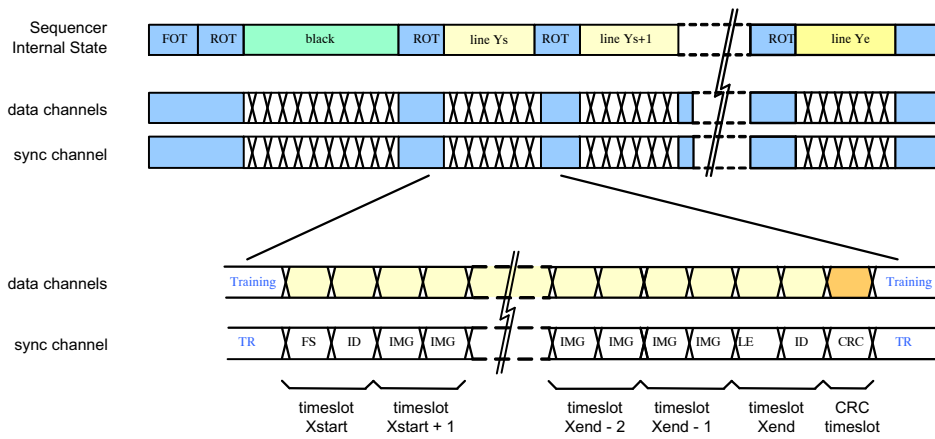 Sequencer
Internal State
FOT ROT black ROT line Ys ROT line Ys+1 ROT line Ye
data channels
sync channel
data channels
Training Training
sync channel
TR FS ID IMG IMG IMG IMG IMG IMG LE ID CRC TR
timeslot timeslot timeslot timeslot timeslot CRC
Xstart Xstart + 1 Xend - 2 Xend - 1 Xend timeslot